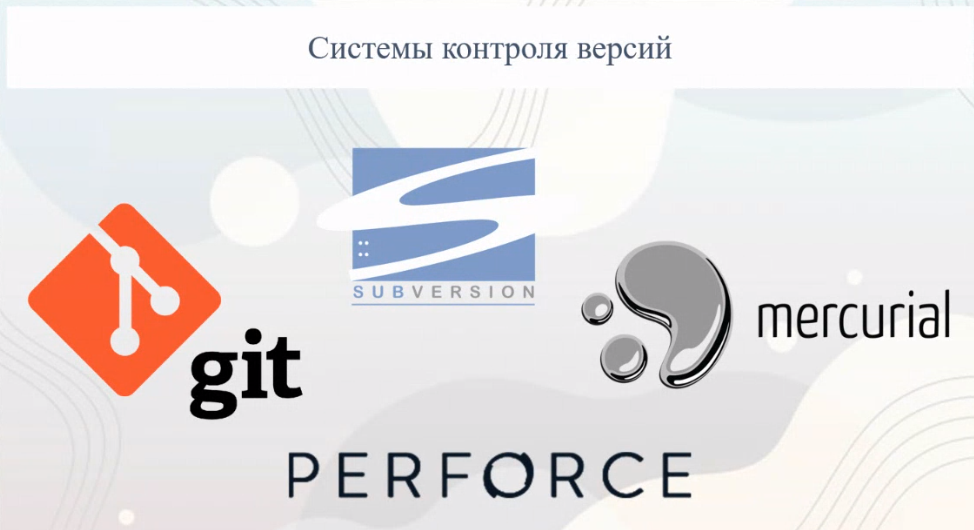 Системы контроля версий
SUBVERSION
git
mercurial
PERFORCE